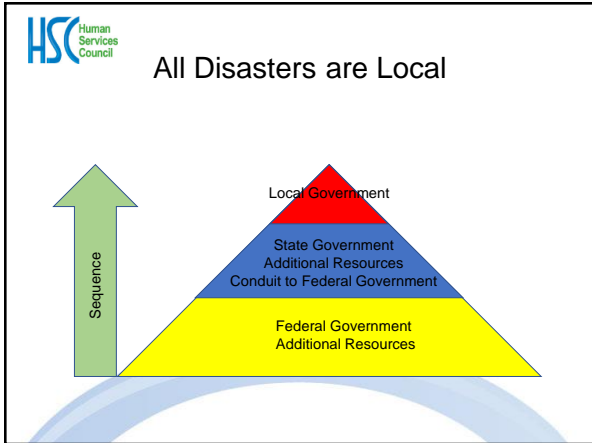 HSC Human
Services
Council
All Disasters are Local
Sequence
Local Government
State Government
Additional Resources
Conduit to Federal Government
Federal Government
Additional Resources